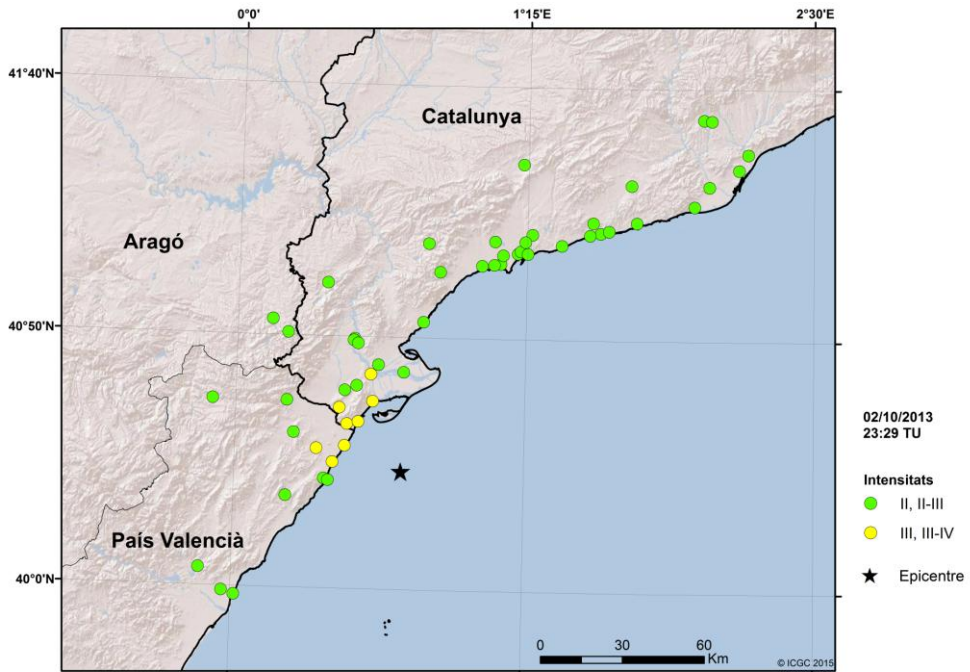 0°0'
1°15'E
2°30'E
41°40'N
Catalunya
Aragó
40°50'N
País Valencià
40°0'N
02/10/2013
23:29 TU
Intensitats
II, II-III
III, III-IV
Epicentre
0 30 60
Km
© ICGC 2015